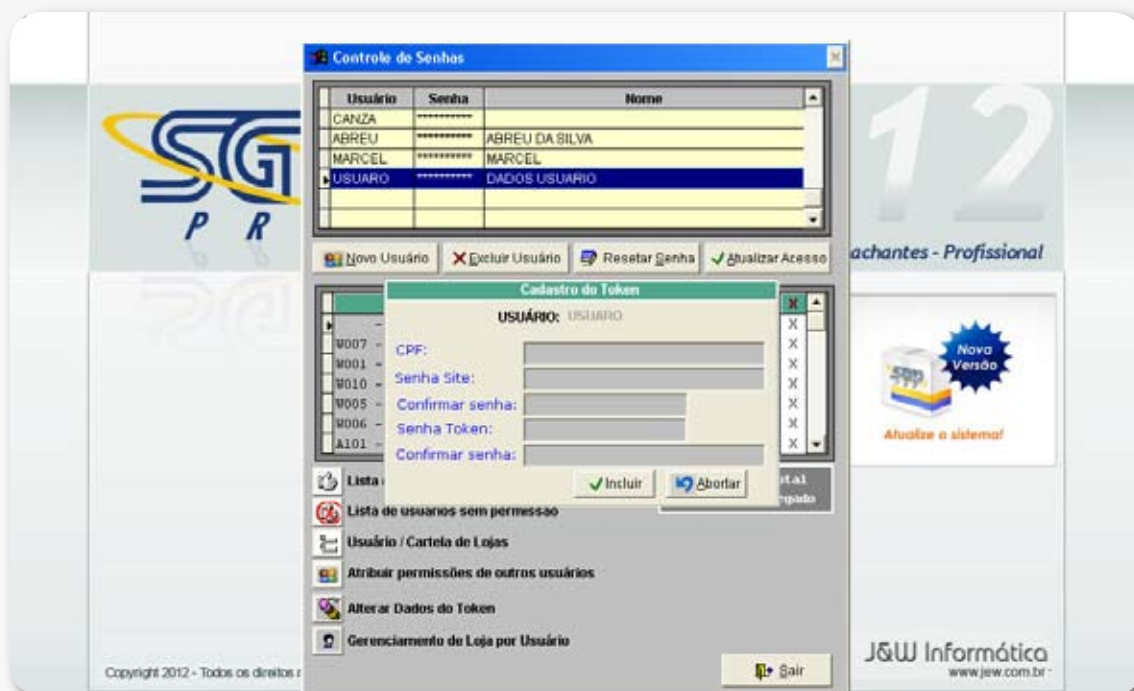 Controle de Senhas
Usuário Senha Nome
CANZA **********
ABREU ********** ABREU DA SILVA
MARCEL ********** MARCEL
USUARO ********** DADOS USUARIO
SG
P R
12
achantes - Profissional
Novo Usuário Excluir Usuário Resetar Senha Atualizar Acesso
Cadastro do Token
X
USUÁRIO: USUARO
- X
W007 - X
CPF:
W001 - X
Senha Site:
W010 - X
Confirmar senha:
W005 - X
Senha Token:
W006 - X
Confirmar senha:
A101 - X
Incluir Abortar
Nova
Versão
Atualize o sistema!
Lista
Lista de usuarios sem permissao
Usuário / Cartela de Lojas
Atribuir permissões de outros usuários
Alterar Dados do Token
Gerenciamento de Loja por Usuário
Sair
Copyright 2012 - Todos os direitos
J&W Informática
www.jew.com.br